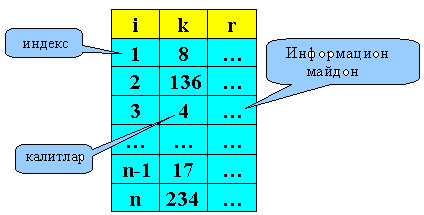 i k r
индекс
1 8 ...
Информацион
майдон
2 136 ...
3 4 ...
... ... ...
калитлар
n-1 17 ...
n 234 ...